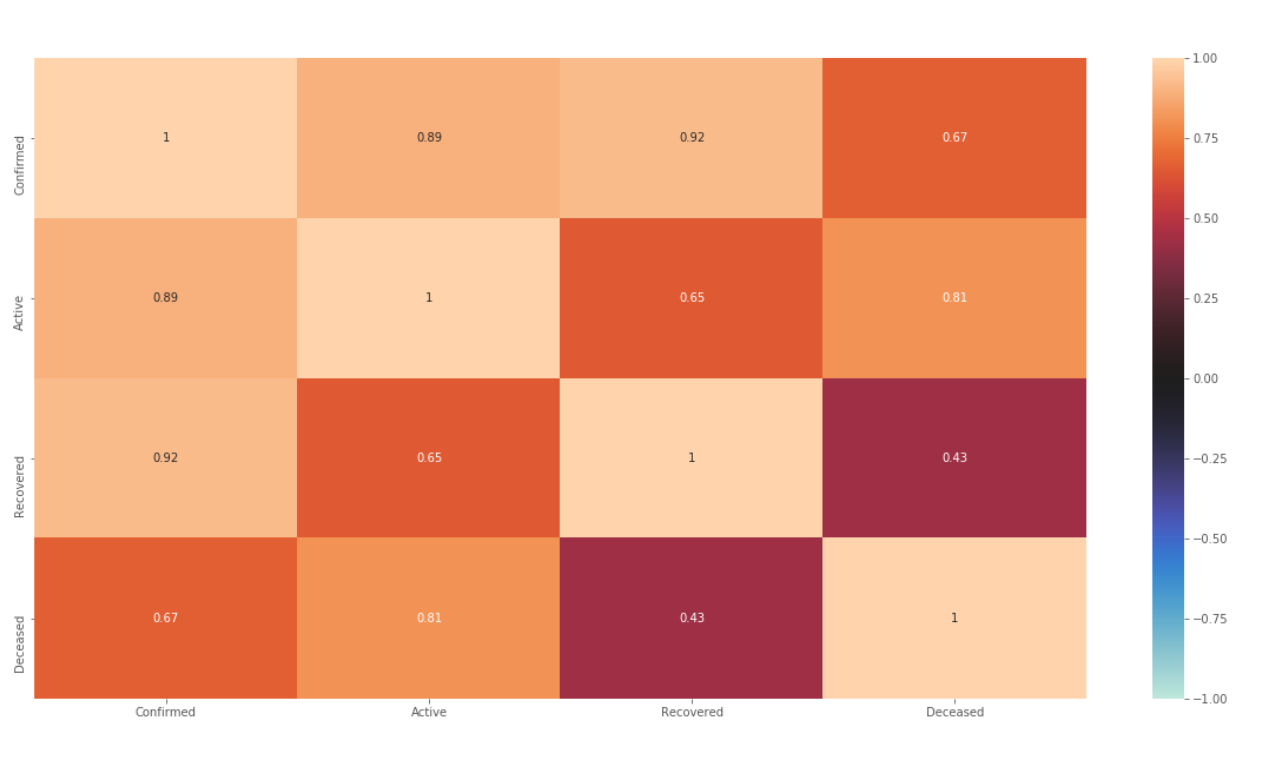 Confirmed 1 0.89 0.92 0.67
Active 0.89 1 0.65 0.81
Recovered 0.92 0.65 1 0.43
Deceased 0.67 0.81 0.43 1
Confirmed Active Recovered Deceased
1.00
0.75
0.50
0.25
0.00
−0.25
−0.50
−0.75
−1.00